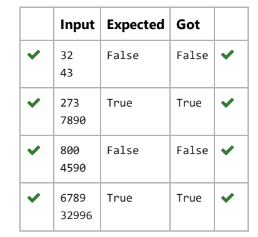 Input Expected Got
✔ 32 False False ✔
43
✔ 273 True True ✔
7890
✔ 800 False False ✔
4590
✔ 6789 True True ✔
32996